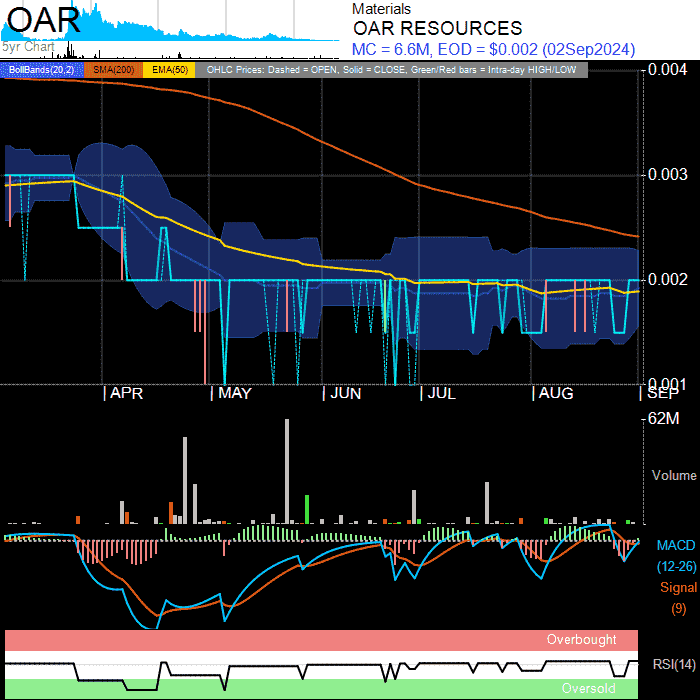 OAR
5yr Chart
Materials
OAR RESOURCES
MC = 6.6M, EOD = $0.002 (02Sep2024)
BollBands(20,2) SMA(200) EMA(50) OHLC Prices: Dashed = OPEN, Solid = CLOSE, Green/Red bars = Intra-day HIGH/LOW
0.004
0.003
0.002
0.001
APR MAY JUN JUL AUG SEP
62M
Volume
MACD
(12-26)
Signal
(9)
Overbought
RSI(14)
Oversold